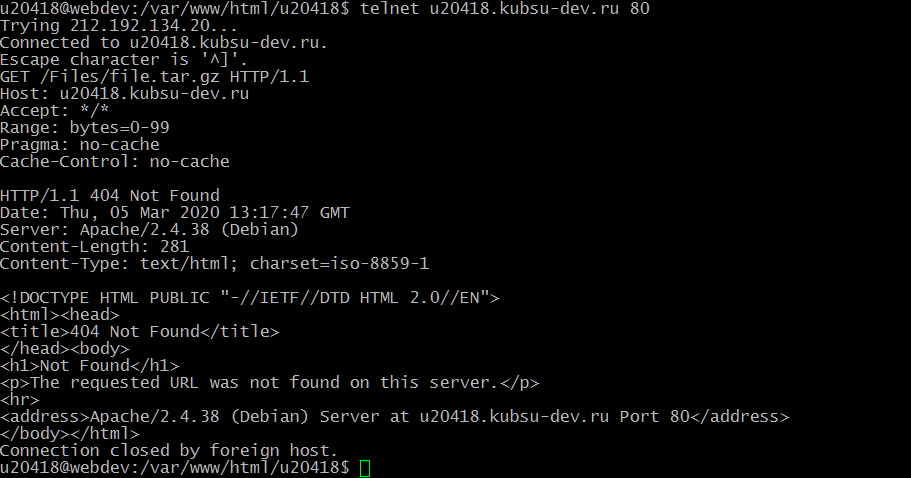 u20418@webdev:/var/www/html/u20418$ telnet u20418.kubsu-dev.ru 80
Trying 212.192.134.20...
Connected to u20418.kubsu-dev.ru.
Escape character is '^]'.
GET /Files/file.tar.gz HTTP/1.1
Host: u20418.kubsu-dev.ru
Accept: */*
Range: bytes=0-99
Pragma: no-cache
Cache-Control: no-cache

HTTP/1.1 404 Not Found
Date: Thu, 05 Mar 2020 13:17:47 GMT
Server: Apache/2.4.38 (Debian)
Content-Length: 281
Content-Type: text/html; charset=iso-8859-1

<!DOCTYPE HTML PUBLIC "-//IETF//DTD HTML 2.0//EN">
<html><head>
<title>404 Not Found</title>
</head><body>
<h1>Not Found</h1>
<p>The requested URL was not found on this server.</p>
<hr>
<address>Apache/2.4.38 (Debian) Server at u20418.kubsu-dev.ru Port 80</address>
</body></html>
Connection closed by foreign host.
u20418@webdev:/var/www/html/u20418$